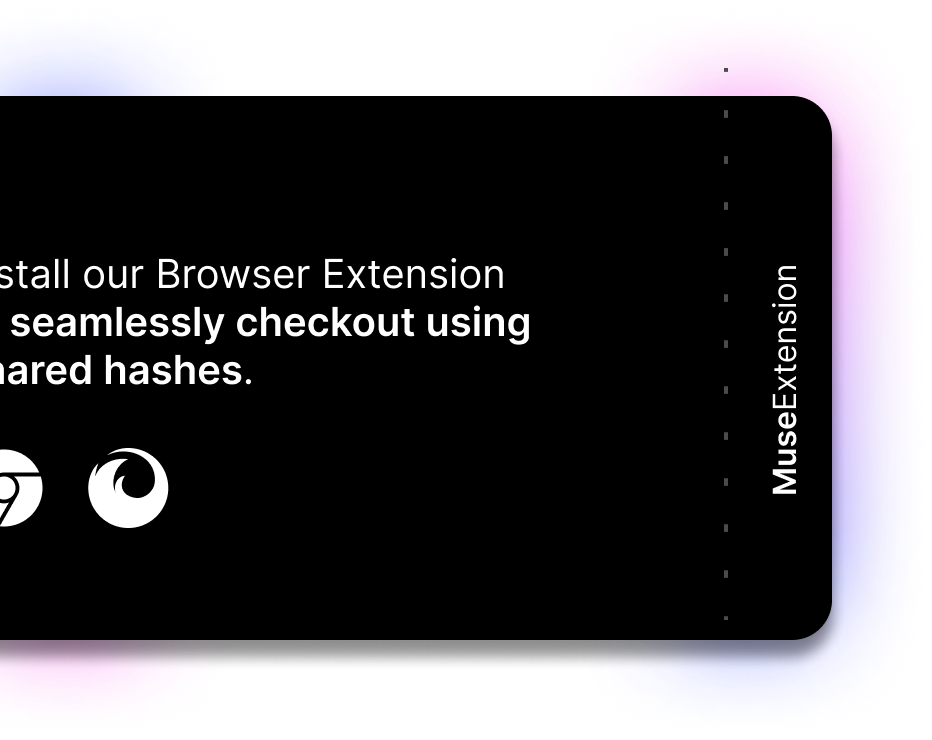 stall our Browser Extension
seamlessly checkout using
hared hashes.
MuseExtension